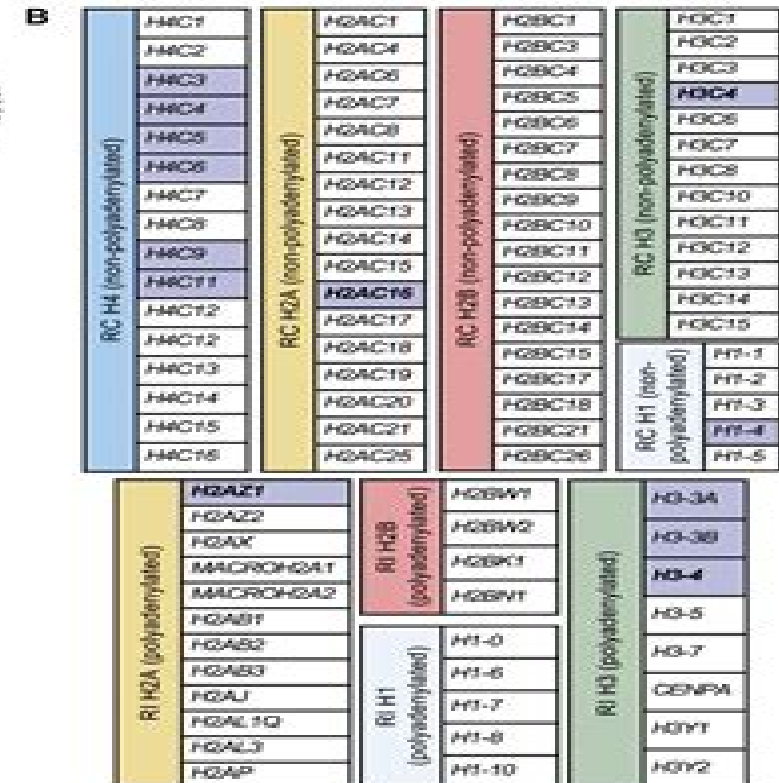 B
RC H4 (non-polyadenylated)
H4C1
H4C2
H4C3
H4C4
H4C5
H4C6
H4C7
H4C8
H4C9
H4C11
H4C12
H4C12
H4C13
H4C14
H4C15
H4C16
RC H2A (non-polyadenylated)
H2AC1
H2AC4
H2AC6
H2AC7
H2AC8
H2AC11
H2AC12
H2AC13
H2AC14
H2AC15
H2AC16
H2AC17
H2AC18
H2AC19
H2AC20
H2AC21
H2AC25
RC H2B (non-polyadenylated)
H2BC1
H2BC3
H2BC4
H2BC5
H2BC6
H2BC7
H2BC8
H2BC9
H2BC10
H2BC11
H2BC12
H2BC13
H2BC14
H2BC15
H2BC17
H2BC18
H2BC21
H2BC26
RC H3 (non-polyadenylated)
H3C1
H3C2
H3C3
H3C4
H3C6
H3C7
H3C8
H3C10
H3C11
H3C12
H3C13
H3C14
H3C15
RC H1 (non-
polyadenylated)
H1-1
H1-2
H1-3
H1-4
H1-5
RI H2A (polyadenylated)
H2AZ1
H2AZ2
H2AX
MACROH2A1
MACROH2A2
H2AB1
H2AB2
H2AB3
H2AJ
H2AL1Q
H2AL3
H2AP
RI H2B
(polyadenylated)
H2BW1
H2BW2
H2BK1
H2BN1
RI H1
(polyadenylated)
H1-0
H1-6
H1-7
H1-8
H1-10
RI H3 (polyadenylated)
H3-3A
H3-3B
H3-4
H3-5
H3-7
CENPA
H3Y1
H3Y2